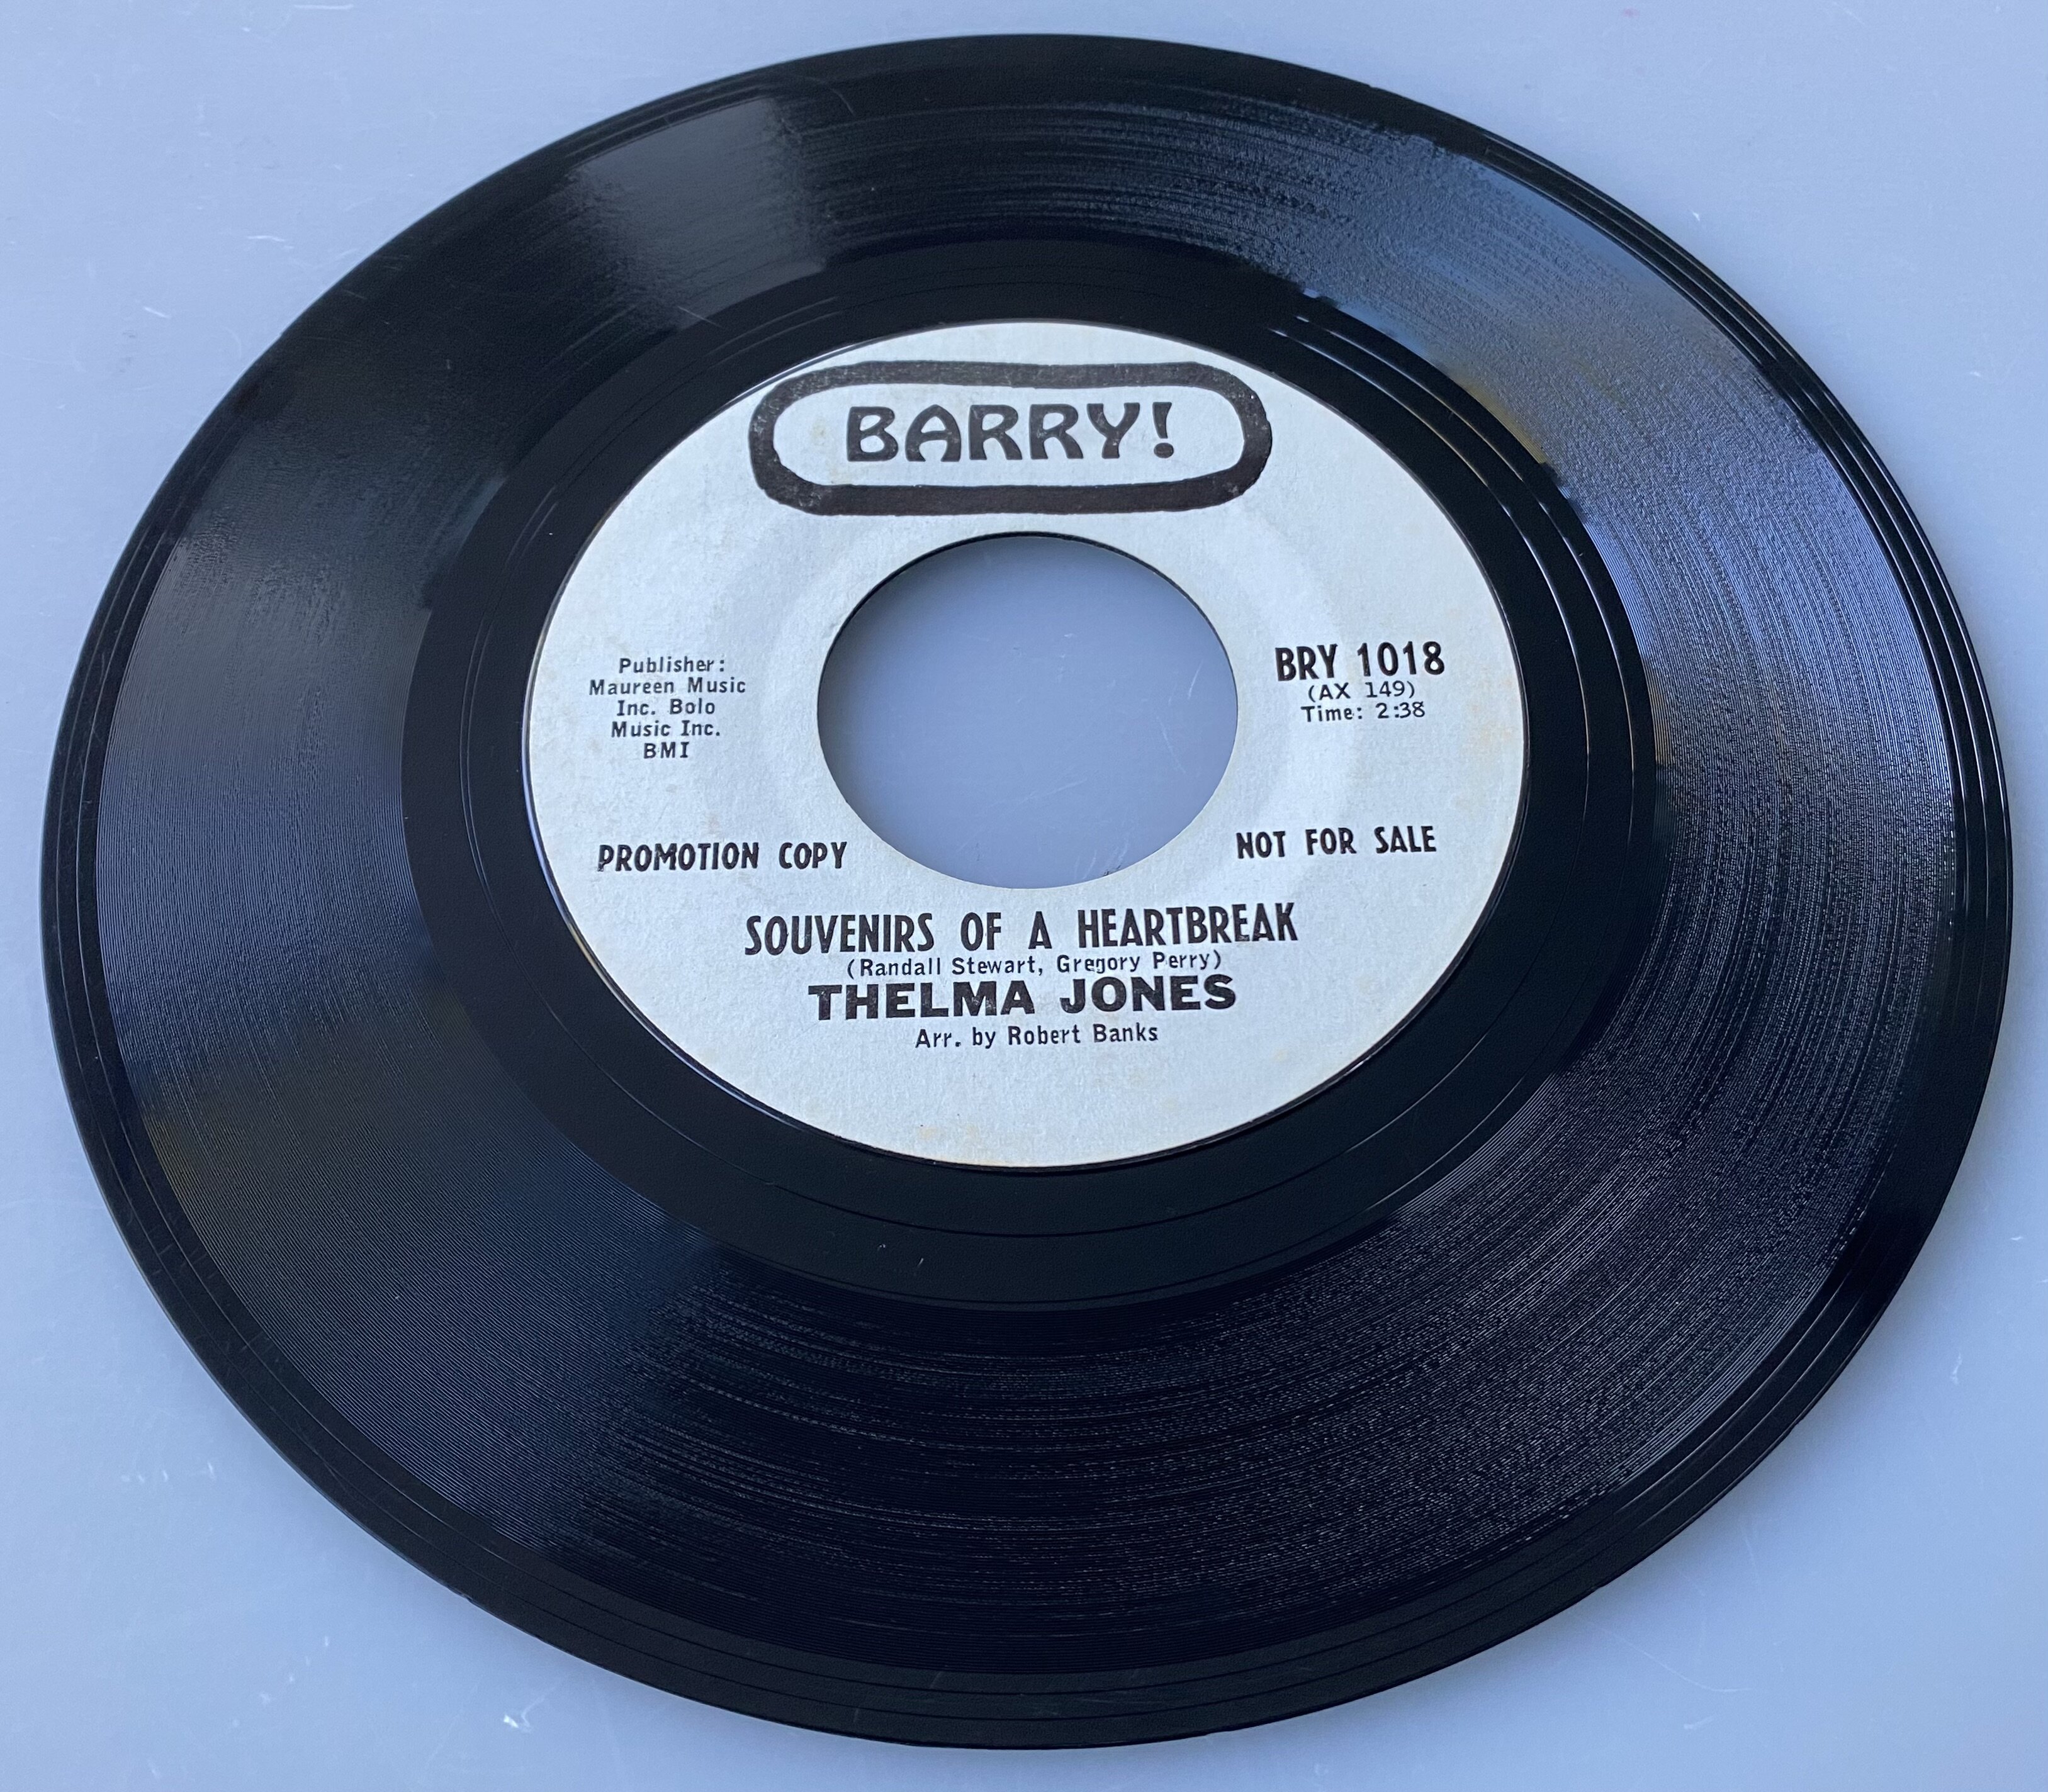 BARRY!
Publisher:
Maureen Music
Inc. Bolo
Music Inc.
BMI
BRY 1018
(AX 149)
Time: 2:38
PROMOTION COPY
NOT FOR SALE
SOUVENIRS OF A HEARTBREAK
(Randall Stewart, Gregory Perry)
THELMA JONES
Arr. by Robert Banks